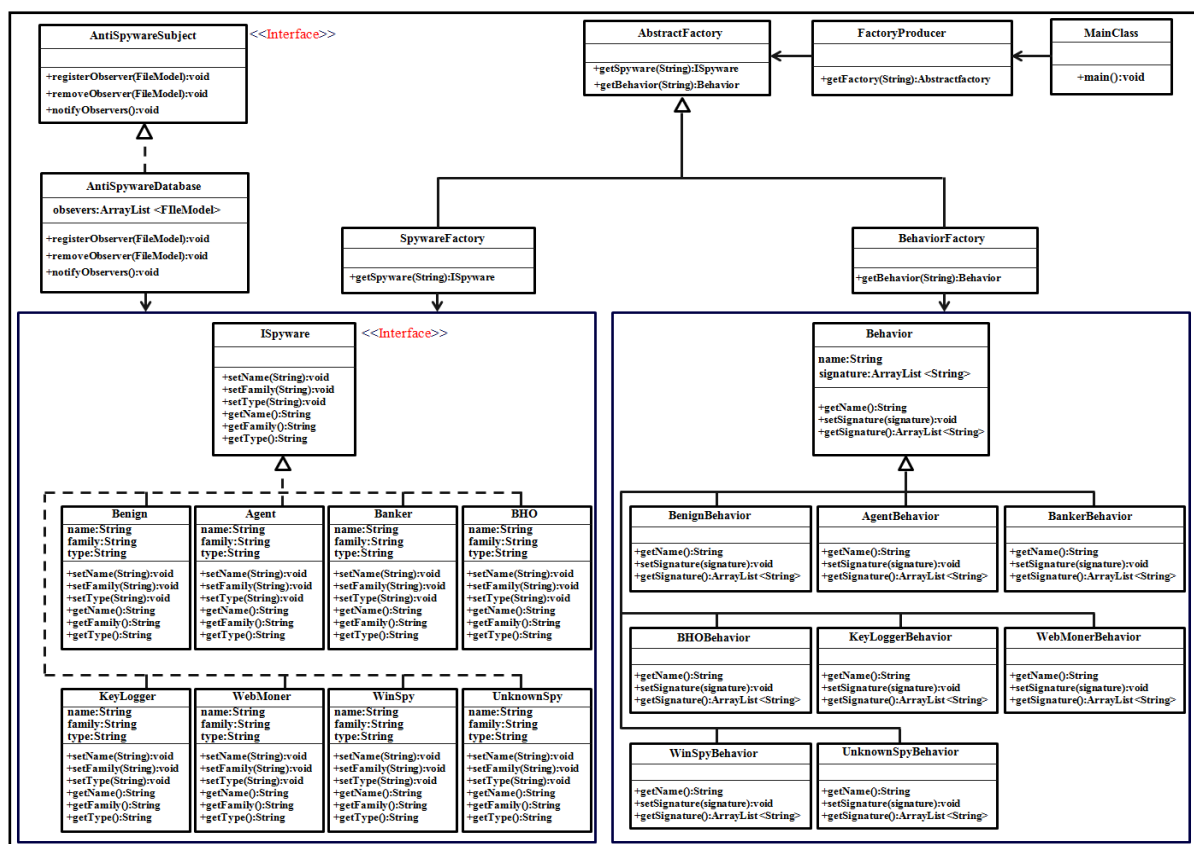 AntiSpywareSubject
<<Interface>>
+registerObserver(FileModel):void
+removeObserver(FileModel):void
+notifyObservers():void
AbstractFactory
+getSpyware(String):ISpyware
+getBehavior(String):Behavior
FactoryProducer
+getFactory(String):Abstractfactory
MainClass
+main():void
AntiSpywareDatabase
obsevers:ArrayList <FIleModel>
+registerObserver(FileModel):void
+removeObserver(FileModel):void
+notifyObservers():void
SpywareFactory
+getSpyware(String):ISpyware
BehaviorFactory
+getBehavior(String):Behavior
ISpyware
<<Interface>>
+setName(String):void
+setFamily(String):void
+setType(String):void
+getName():String
+getFamily():String
+getType():String
Behavior
name:String
signature:ArrayList <String>
+getName():String
+setSignature(signature):void
+getSignature():ArrayList <String>
Benign
name:String
family:String
type:String
+setName(String):void
+setFamily(String):void
+setType(String):void
+getName():String
+getFamily():String
+getType():String
Agent
name:String
family:String
type:String
+setName(String):void
+setFamily(String):void
+setType(String):void
+getName():String
+getFamily():String
+getType():String
Banker
name:String
family:String
type:String
+setName(String):void
+setFamily(String):void
+setType(String):void
+getName():String
+getFamily():String
+getType():String
BHO
name:String
family:String
type:String
+setName(String):void
+setFamily(String):void
+setType(String):void
+getName():String
+getFamily():String
+getType():String
KeyLogger
name:String
family:String
type:String
+setName(String):void
+setFamily(String):void
+setType(String):void
+getName():String
+getFamily():String
+getType():String
WebMoner
name:String
family:String
type:String
+setName(String):void
+setFamily(String):void
+setType(String):void
+getName():String
+getFamily():String
+getType():String
WinSpy
name:String
family:String
type:String
+setName(String):void
+setFamily(String):void
+setType(String):void
+getName():String
+getFamily():String
+getType():String
UnknownSpy
name:String
family:String
type:String
+setName(String):void
+setFamily(String):void
+setType(String):void
+getName():String
+getFamily():String
+getType():String
BenignBehavior
+getName():String
+setSignature(signature):void
+getSignature():ArrayList <String>
AgentBehavior
+getName():String
+setSignature(signature):void
+getSignature():ArrayList <String>
BankerBehavior
+getName():String
+setSignature(signature):void
+getSignature():ArrayList <String>
BHOBehavior
+getName():String
+setSignature(signature):void
+getSignature():ArrayList <String>
KeyLoggerBehavior
+getName():String
+setSignature(signature):void
+getSignature():ArrayList <String>
WebMonerBehavior
+getName():String
+setSignature(signature):void
+getSignature():ArrayList <String>
WinSpyBehavior
+getName():String
+setSignature(signature):void
+getSignature():ArrayList <String>
UnknownSpyBehavior
+getName():String
+setSignature(signature):void
+getSignature():ArrayList <String>